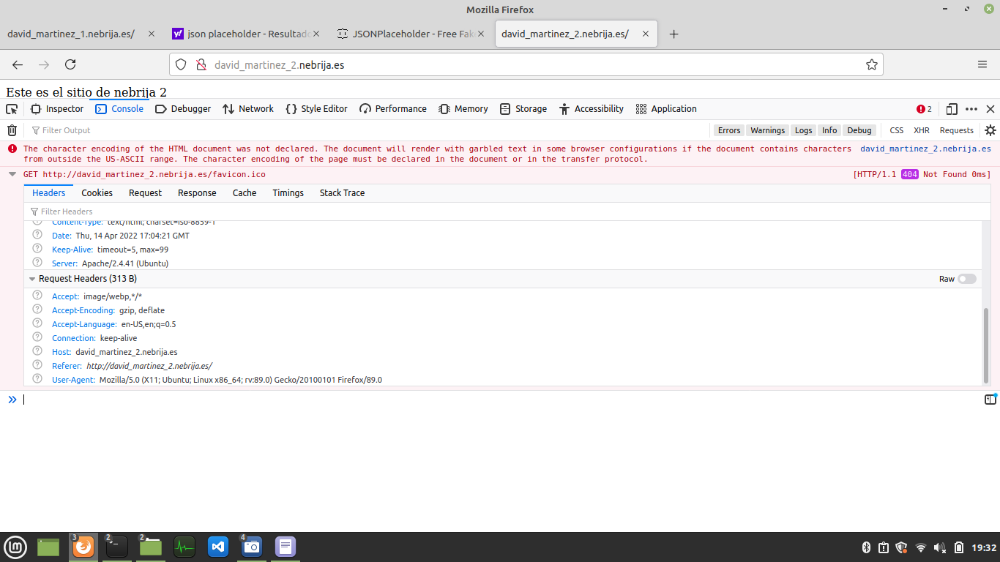 Mozilla Firefox
david_martinez_1.nebrija.es/
json placeholder - Resultado
JSONPlaceholder - Free Fak
david_martinez_2.nebrija.es/
david_martinez_2.nebrija.es
Este es el sitio de nebrija 2
Inspector Console Debugger Network Style Editor Performance Memory Storage Accessibility Application 2
Filter Output Errors Warnings Logs Info Debug CSS XHR Requests
The character encoding of the HTML document was not declared. The document will render with garbled text in some browser configurations if the document contains characters david_martinez_2.nebrija.es
from outside the US-ASCII range. The character encoding of the page must be declared in the document or in the transfer protocol.
GET http://david_martinez_2.nebrija.es/favicon.ico [HTTP/1.1 404 Not Found 0ms]
Headers Cookies Request Response Cache Timings Stack Trace
Filter Headers
Content-Type: text/html; charset=iso-8859-1
Date: Thu, 14 Apr 2022 17:04:21 GMT
Keep-Alive: timeout=5, max=99
Server: Apache/2.4.41 (Ubuntu)
Request Headers (313 B) Raw
Accept: image/webp,*/*
Accept-Encoding: gzip, deflate
Accept-Language: en-US,en;q=0.5
Connection: keep-alive
Host: david_martinez_2.nebrija.es
Referer: http://david_martinez_2.nebrija.es/
User-Agent: Mozilla/5.0 (X11; Ubuntu; Linux x86_64; rv:89.0) Gecko/20100101 Firefox/89.0
3 2 2 4 19:32